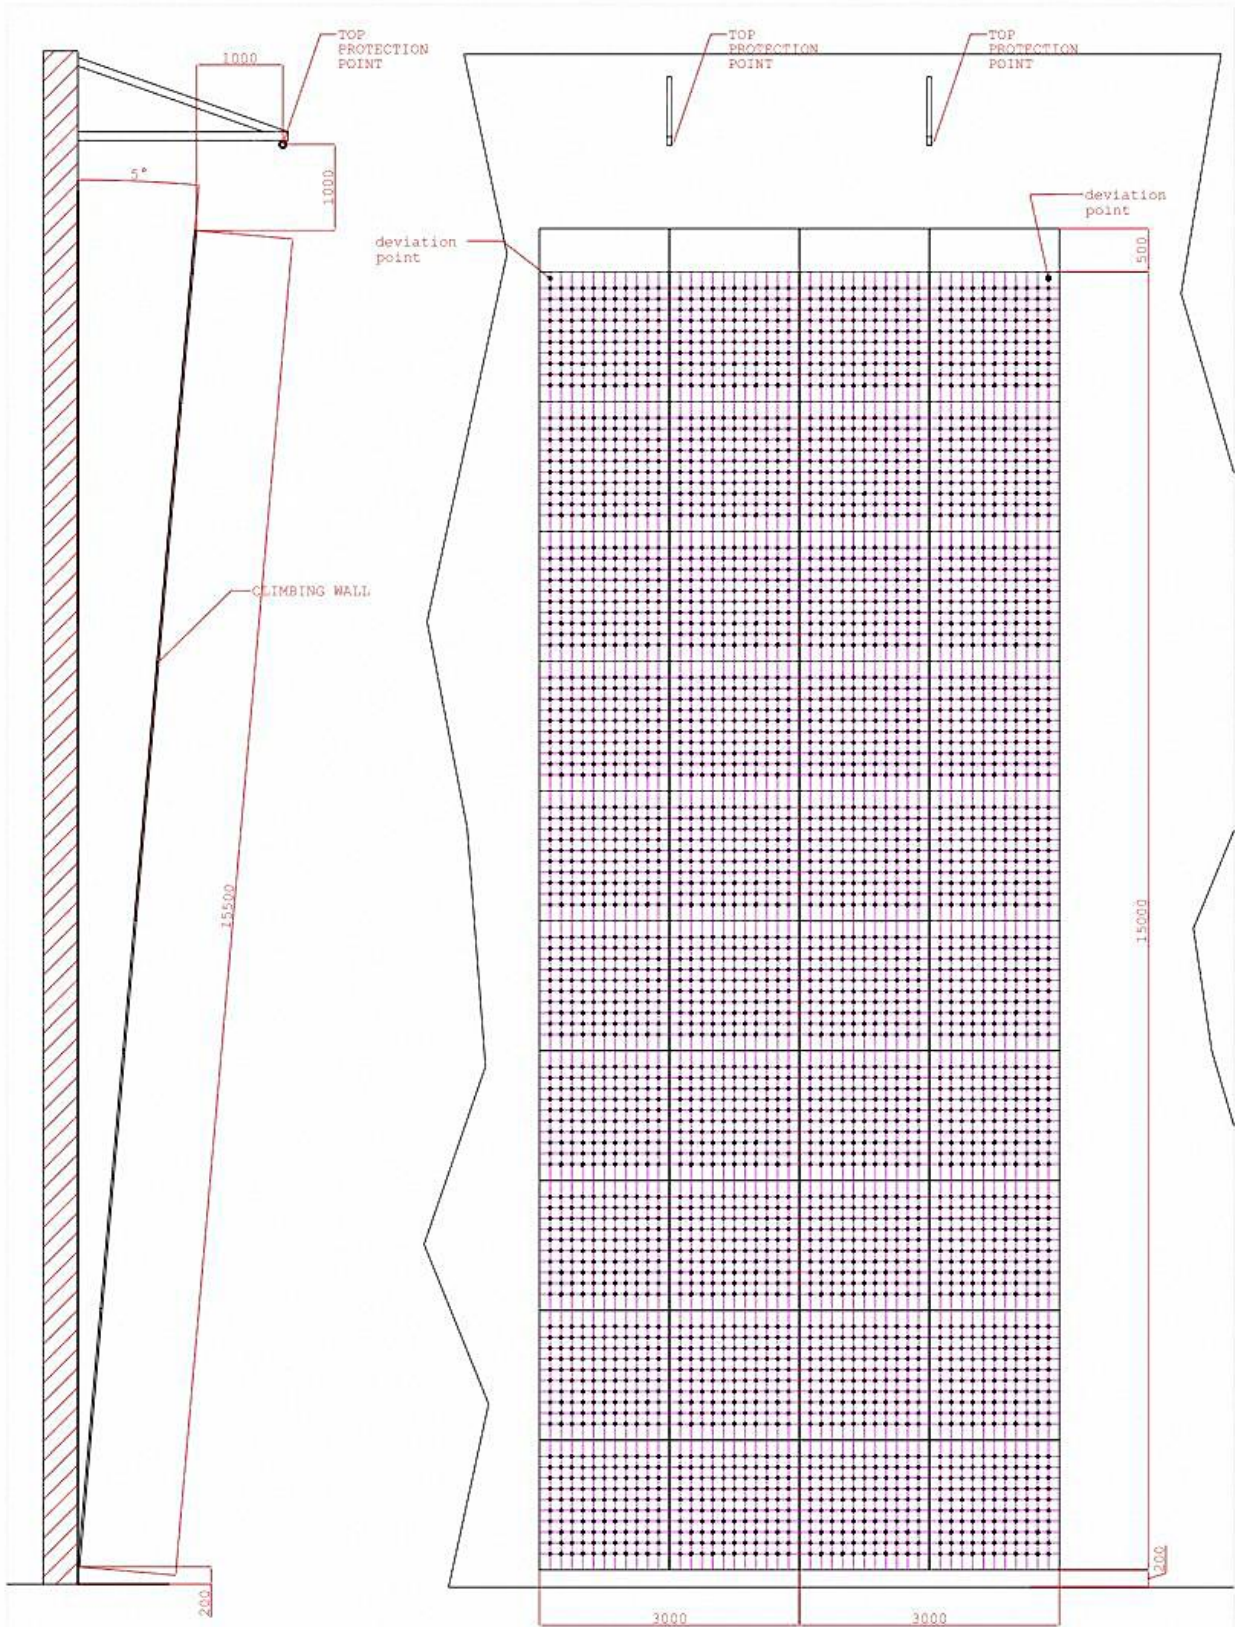 TOP
PROTECTION
POINT
1000
1000
5°
TOP
PROTECTION
POINT
TOP
PROTECTION
POINT
deviation
point
deviation
point
500
CLIMBING WALL
15500
15000
200
200
3000
3000